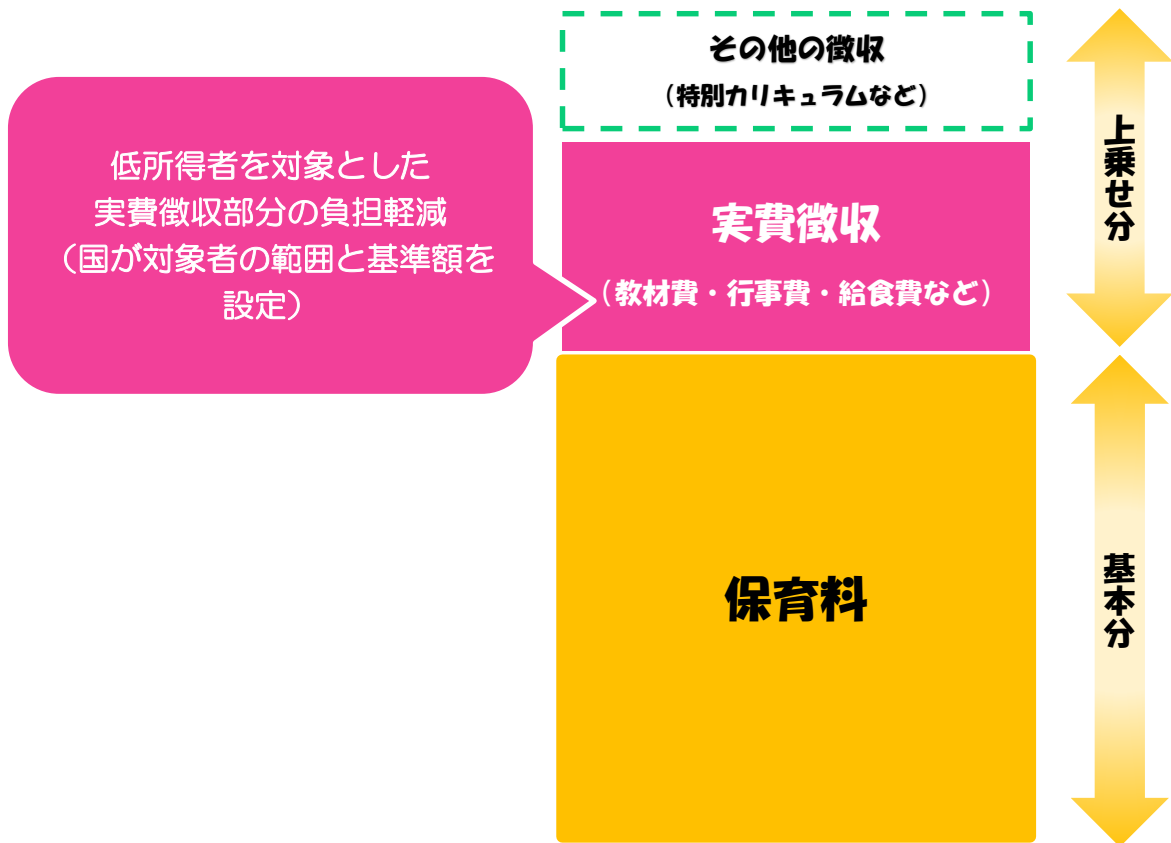 その他の徴収
（特別カリキュラムなど）
低所得者を対象とした
実費徴収部分の負担軽減
（国が対象者の範囲と基準額を
設定）
実費徴収
（教材費・行事費・給食費など）
上乗せ分
保育料
基本分